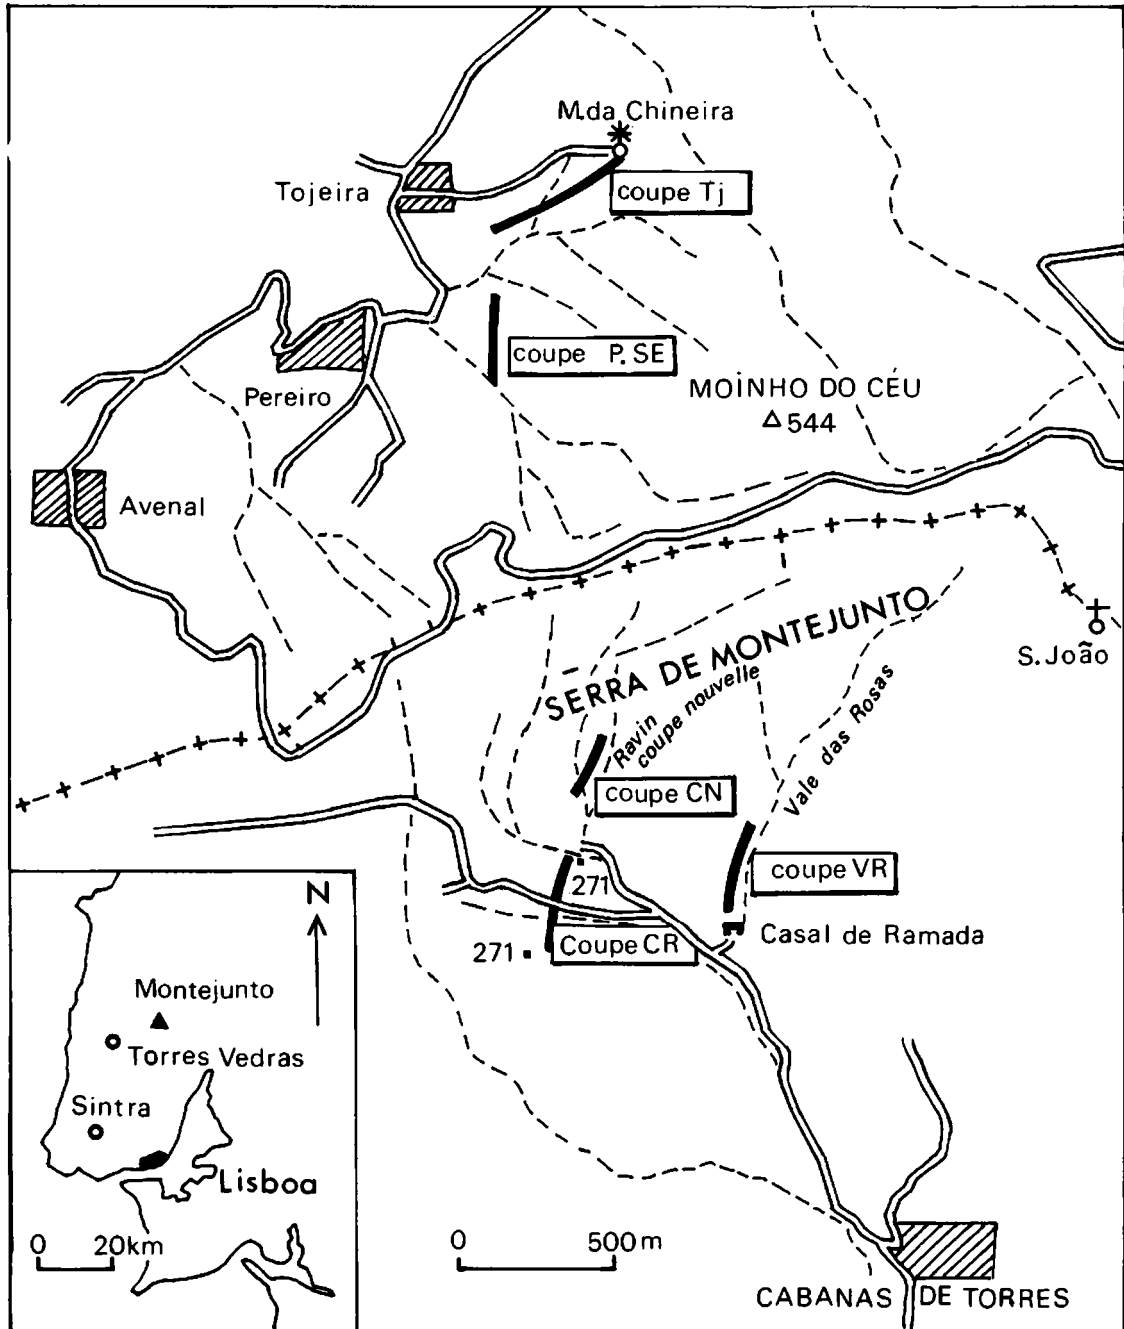 M.da Chineira
Tojeira
coupe Tj
coupe P. SE
Pereiro
MOINHO DO CEU
544
Avenal
SERRA DE MONTEJUNTO
S. João
Ravin
coupe nouvelle
Vale das Rosas
coupe CN
coupe VR
271
271
Coupe CR
Casal de Ramada
N
Montejunto
Torres Vedras
Sintra
Lisboa
0 20km
0 500m
CABANAS DE TORRES